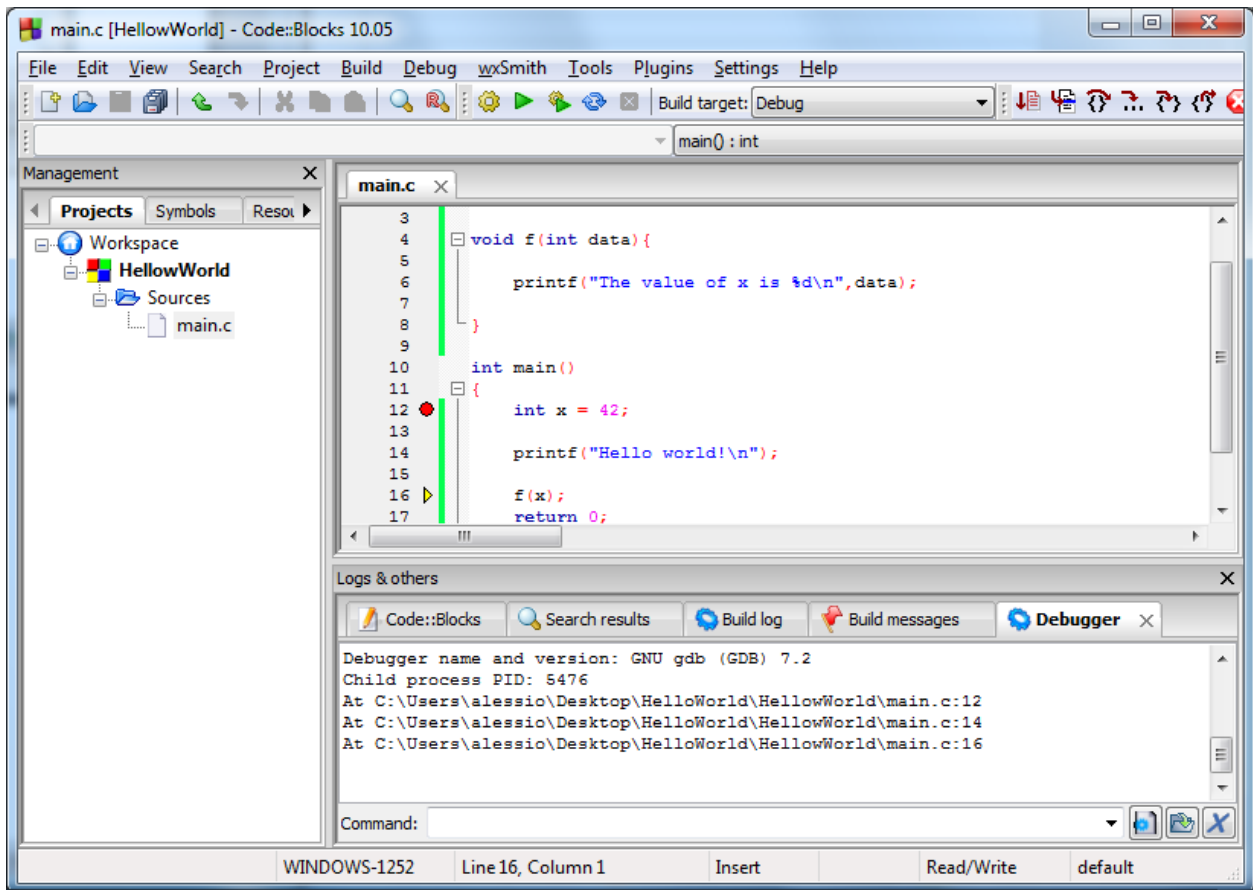 main.c [HellowWorld] - Code::Blocks 10.05
File Edit View Search Project Build Debug wxSmith Tools Plugins Settings Help
Build target: Debug
main() : int
Management
Projects Symbols Resou
Workspace
HellowWorld
Sources
main.c
main.c
3
4 void f(int data){
5
6 printf("The value of x is %d\n",data);
7
8 }
9
10 int main()
11 {
12 int x = 42;
13
14 printf("Hello world!\n");
15
16 f(x);
17 return 0;
Logs & others
Code::Blocks Search results Build log Build messages Debugger
Debugger name and version: GNU gdb (GDB) 7.2
Child process PID: 5476
At C:\Users\alessio\Desktop\HelloWorld\HellowWorld\main.c:12
At C:\Users\alessio\Desktop\HelloWorld\HellowWorld\main.c:14
At C:\Users\alessio\Desktop\HelloWorld\HellowWorld\main.c:16
Command:
WINDOWS-1252 Line 16, Column 1 Insert Read/Write default